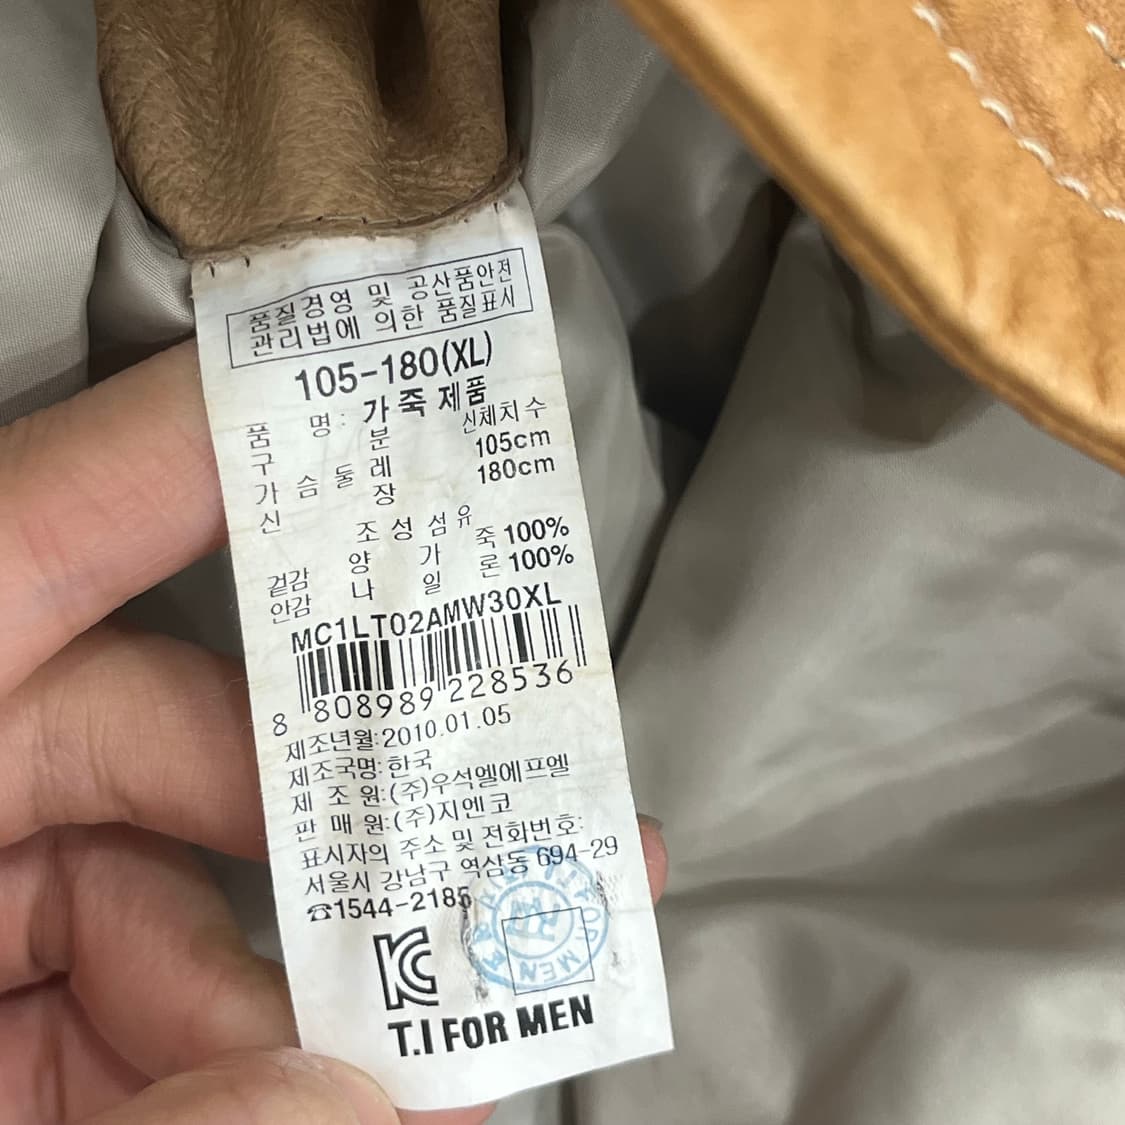 품질경영 및 공산품안전
관리법에 의한 품질표시
105-180(XL)
품 명: 가죽 제품
구 분 신체치수
가 슴 둘 레 105cm
신 장 180cm
조성섬유
겉감 양 가 죽 100%
안감 나 일 론 100%
MC1LT02AMW30XL
8 808989 228536
제조년월:2010.01.05
제조국명:한국
제 조 원:(주)우석엘에프엘
판 매 원:(주)지엔코
표시자의 주소 및 전화번호:
서울시 강남구 역삼동 694-29
☎1544-2185
KC
T.I FOR MEN